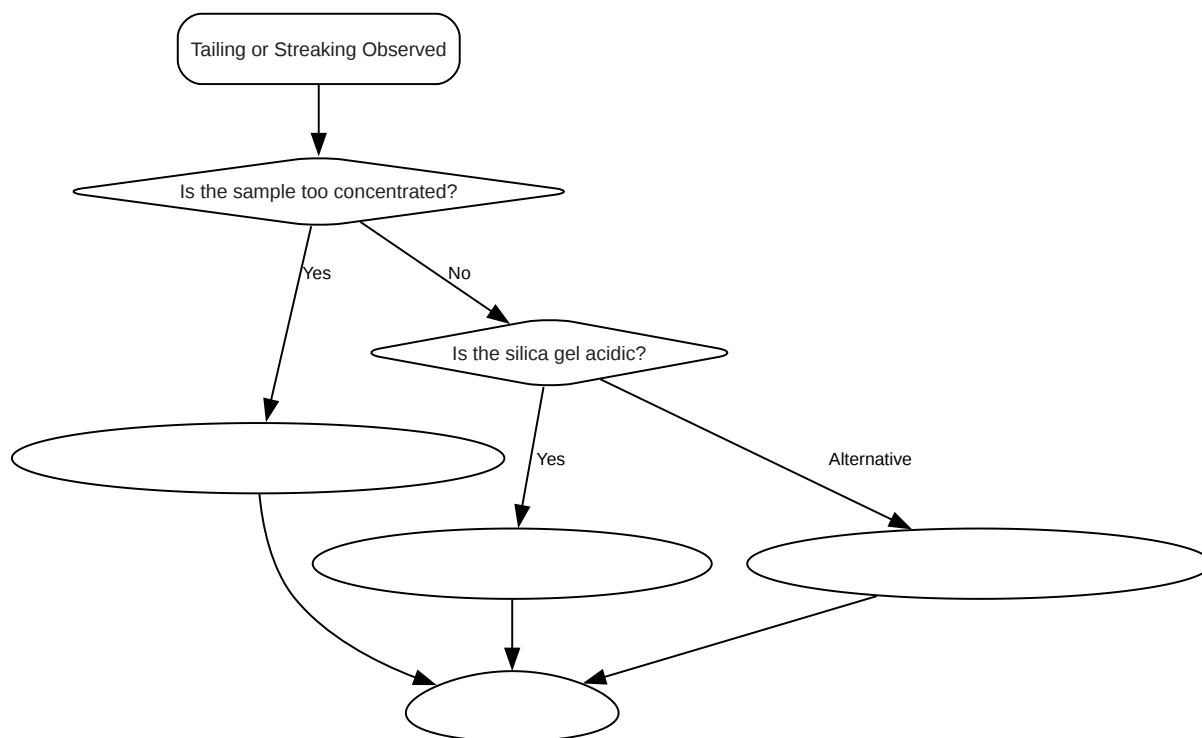 Tailing or Streaking Observed
Is the sample too concentrated?
Yes
No
Is the silica gel acidic?
Yes
Alternative